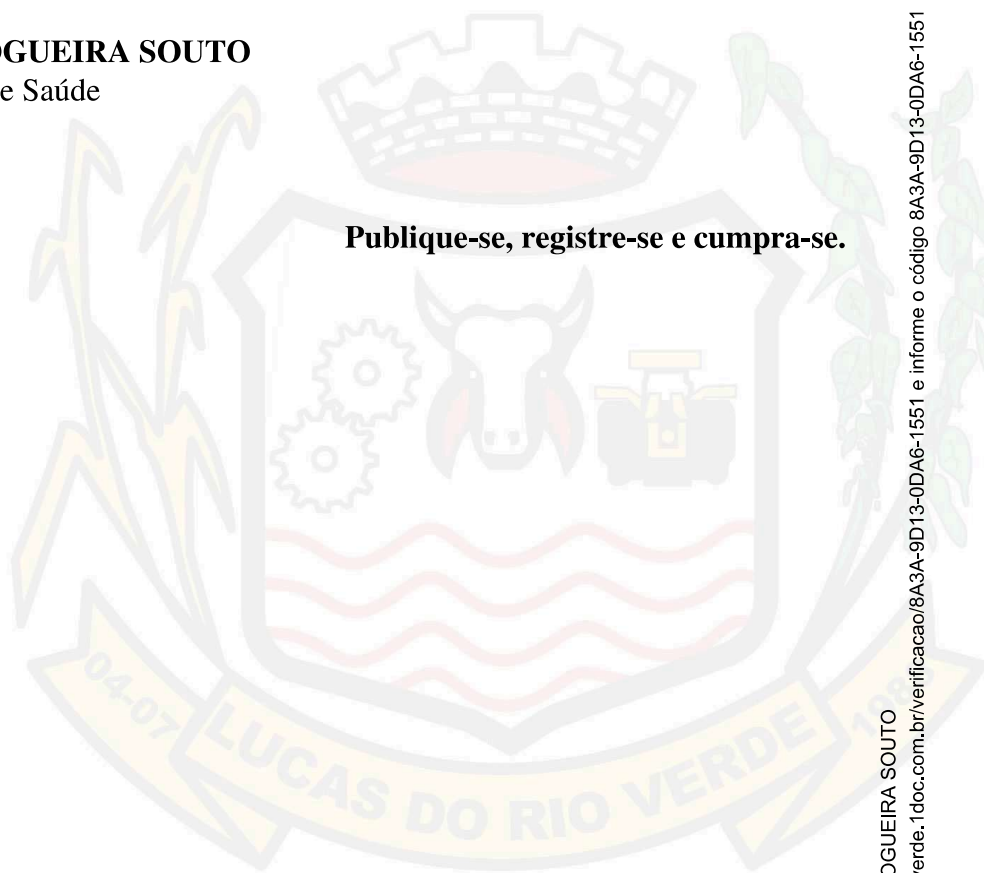 OGUEIRA SOUTO
e Saúde
Publique-se, registre-se e cumpra-se.
04-07
LUCAS DO RIO VERDE
OGUEIRA SOUTO
verde.1doc.com.br/verificacao/8A3A-9D13-0DA6-1551 e informe o código 8A3A-9D13-0DA6-1551